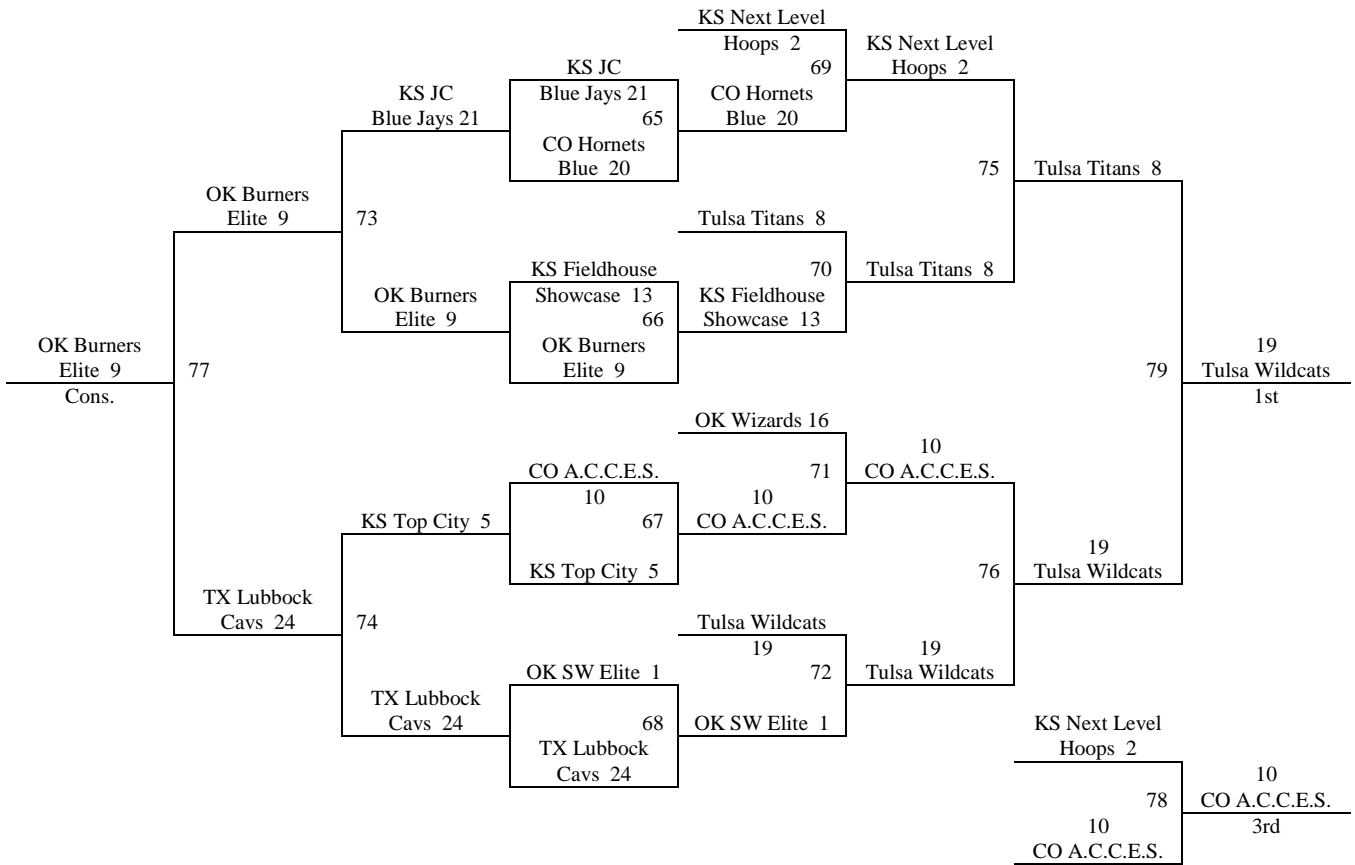 KS Next Level
Hoops 2
69
KS Next Level
Hoops 2
KS JC
Blue Jays 21
KS JC
Blue Jays 21
65
CO Hornets
Blue 20
CO Hornets
Blue 20
75
Tulsa Titans 8
OK Burners
Elite 9
73
Tulsa Titans 8
70
Tulsa Titans 8
KS Fieldhouse
Showcase 13
66
KS Fieldhouse
Showcase 13
OK Burners
Elite 9
OK Burners
Elite 9
OK Burners
Elite 9
Cons.
77
79
19
Tulsa Wildcats
1st
OK Wizards 16
71
10
CO A.C.C.E.S.
CO A.C.C.E.S.
10
67
10
CO A.C.C.E.S.
KS Top City 5
KS Top City 5
76
19
Tulsa Wildcats
TX Lubbock
Cavs 24
74
Tulsa Wildcats
19
72
19
Tulsa Wildcats
OK SW Elite 1
68
OK SW Elite 1
TX Lubbock
Cavs 24
TX Lubbock
Cavs 24
KS Next Level
Hoops 2
78
10
CO A.C.C.E.S.
10
CO A.C.C.E.S.
3rd